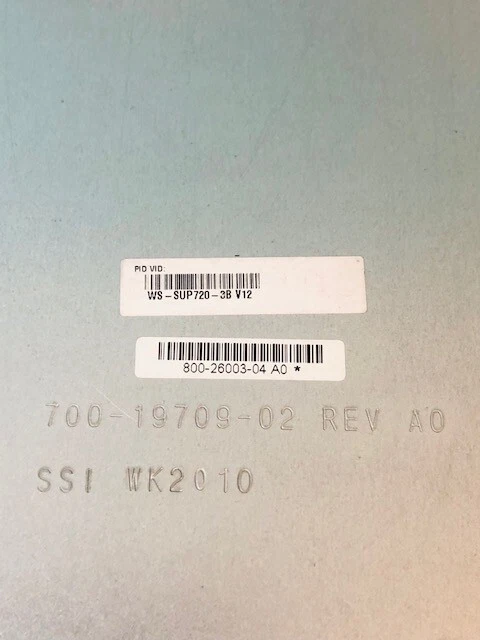 PID VID:
WS-SUP720-3B V12
800-26003-04 A0 *
700-19709-02 REV A0
SSI WK2010